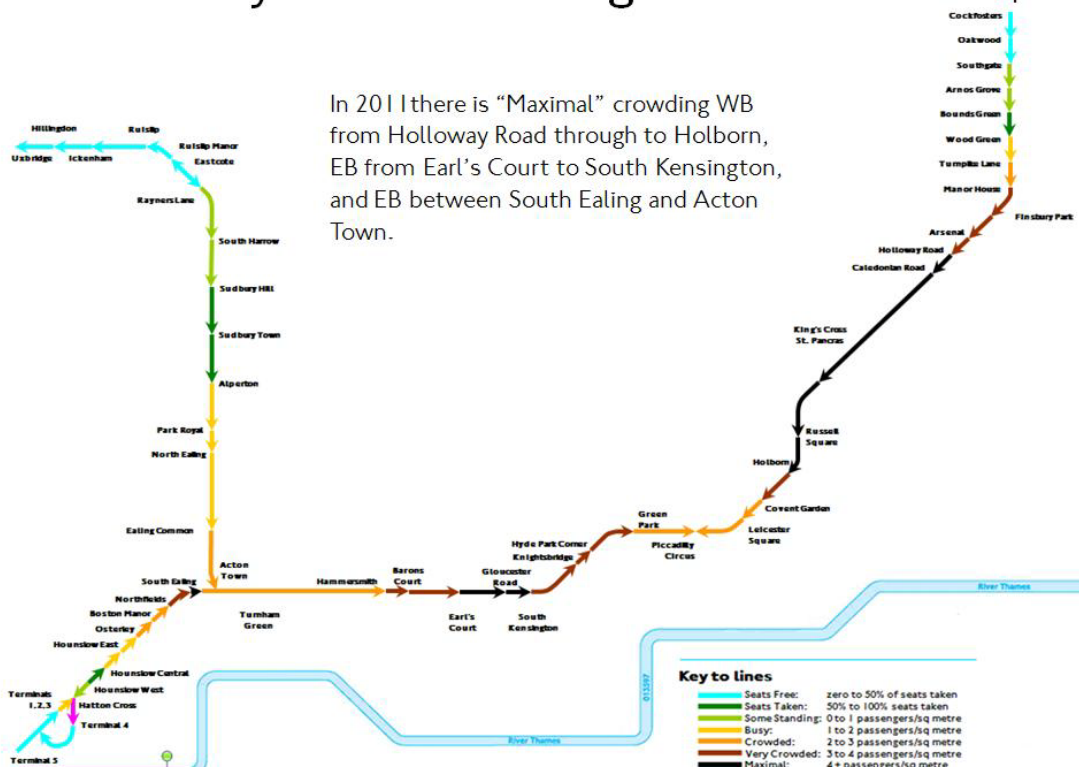 In 2011 there is “Maximal” crowding WB
from Holloway Road through to Holborn,
EB from Earl’s Court to South Kensington,
and EB between South Ealing and Acton
Town.
Cockfosters
Oakwood
Southgate
Arnos Grove
Bounds Green
Wood Green
Turnpike Lane
Manor House
Finsbury Park
Arsenal
Holloway Road
Caledonian Road
King's Cross
St. Pancras
Russell
Square
Holborn
Covent Garden
Leicester
Square
Piccadilly
Circus
Green
Park
Hyde Park Corner
Knightsbridge
South
Kensington
Gloucester
Road
Earl's
Court
Barons
Court
Hammersmith
Turnham
Green
Acton
Town
South Ealing
Northfields
Boston Manor
Osterley
Hounslow East
Hounslow Central
Hounslow West
Hatton Cross
Terminals
1,2,3
Terminal 4
Terminal 5
Hillingdon
Ruislip
Uxbridge
Ickenham
Ruislip Manor
Eastcote
Rayners Lane
South Harrow
Sudbury Hill
Sudbury Town
Alperton
Park Royal
North Ealing
Ealing Common
River Thames
River Thames
Key to lines
Seats Free: zero to 50% of seats taken
Seats Taken: 50% to 100% seats taken
Some Standing: 0 to 1 passengers/sq metre
Busy: 1 to 2 passengers/sq metre
Crowded: 2 to 3 passengers/sq metre
Very Crowded: 3 to 4 passengers/sq metre
Maximal: 4+ passengers/sq metre